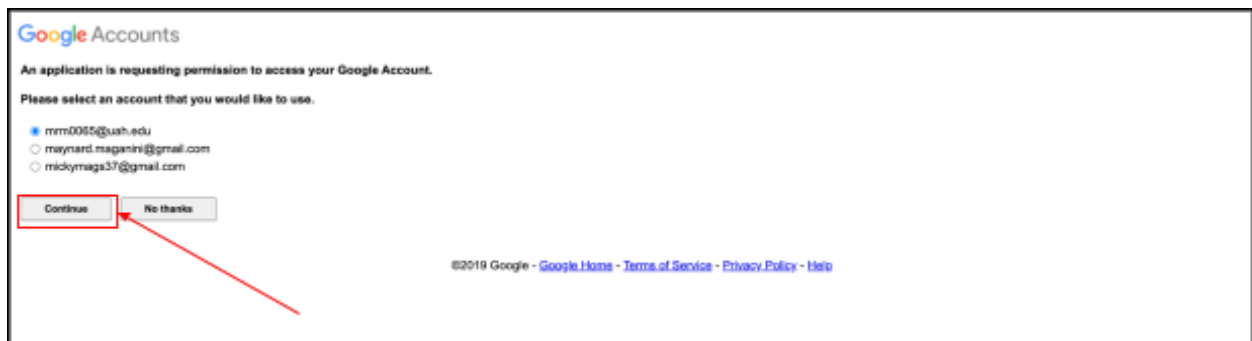 Google Accounts
An application is requesting permission to access your Google Account.
Please select an account that you would like to use.
mrm0065@uah.edu
maynard.maganini@gmail.com
mickymags37@gmail.com
Continue No thanks
©2019 Google - Google Home - Terms of Service - Privacy Policy - Help